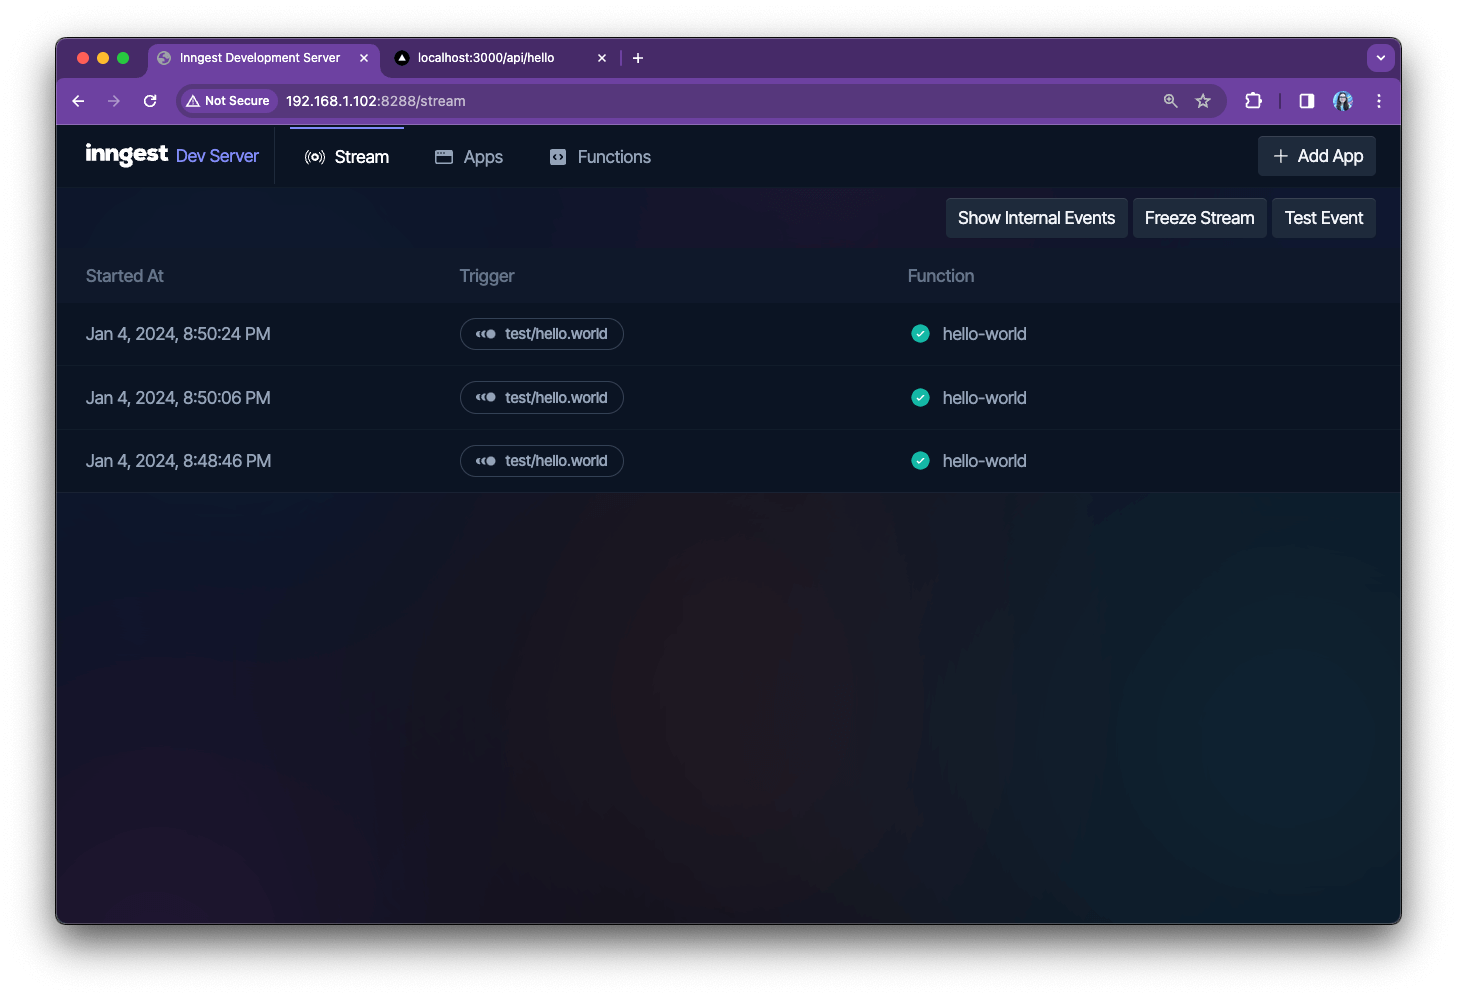 Inngest Development Server
localhost:3000/api/hello
Not Secure 192.168.1.102:8288/stream
inngest Dev Server Stream Apps Functions + Add App
Show Internal Events Freeze Stream Test Event
Started At Trigger Function
Jan 4, 2024, 8:50:24 PM test/hello.world hello-world
Jan 4, 2024, 8:50:06 PM test/hello.world hello-world
Jan 4, 2024, 8:48:46 PM test/hello.world hello-world